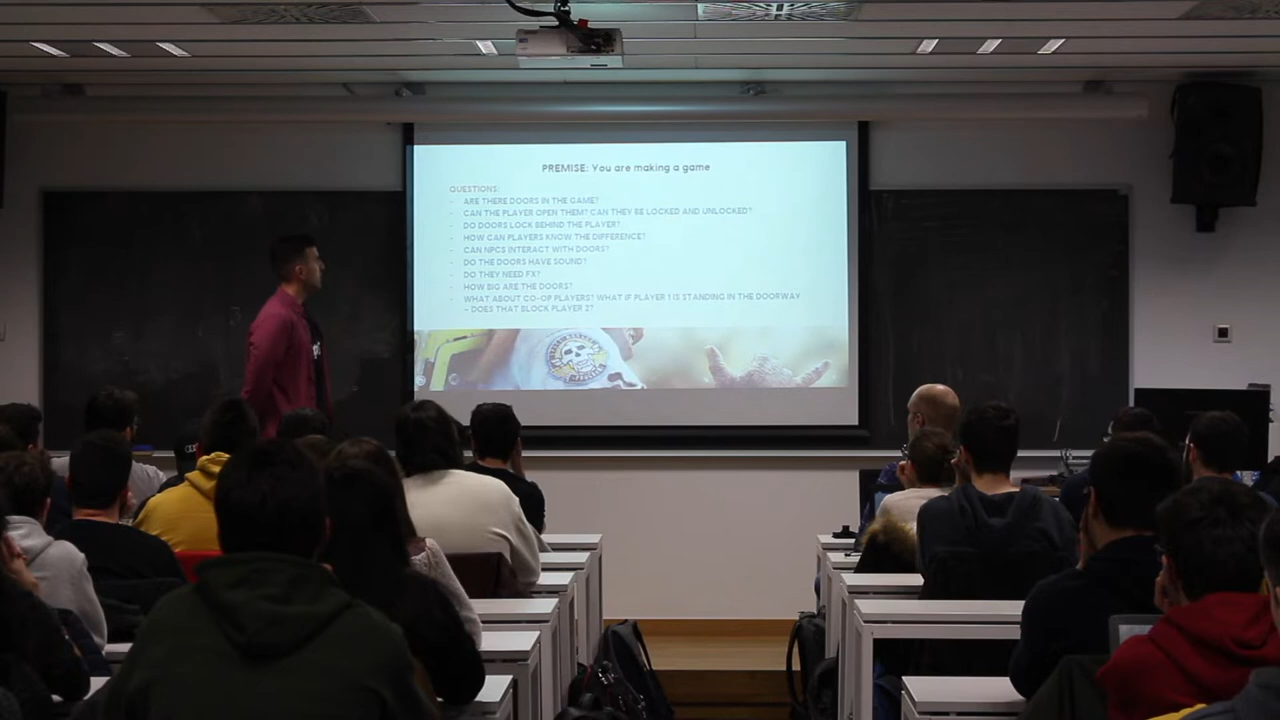 PREMISE: You are making a game
QUESTIONS:
- ARE THERE DOORS IN THE GAME?
- CAN THE PLAYER OPEN THEM? CAN THEY BE LOCKED AND UNLOCKED?
- DO DOORS LOCK BEHIND THE PLAYER?
- HOW CAN PLAYERS KNOW THE DIFFERENCE?
- CAN NPCS INTERACT WITH DOORS?
- DO THE DOORS HAVE SOUND?
- DO THEY NEED FX?
- HOW BIG ARE THE DOORS?
- WHAT ABOUT CO-OP PLAYERS? WHAT IF PLAYER 1 IS STANDING IN THE DOORWAY
– DOES THAT BLOCK PLAYER 2?